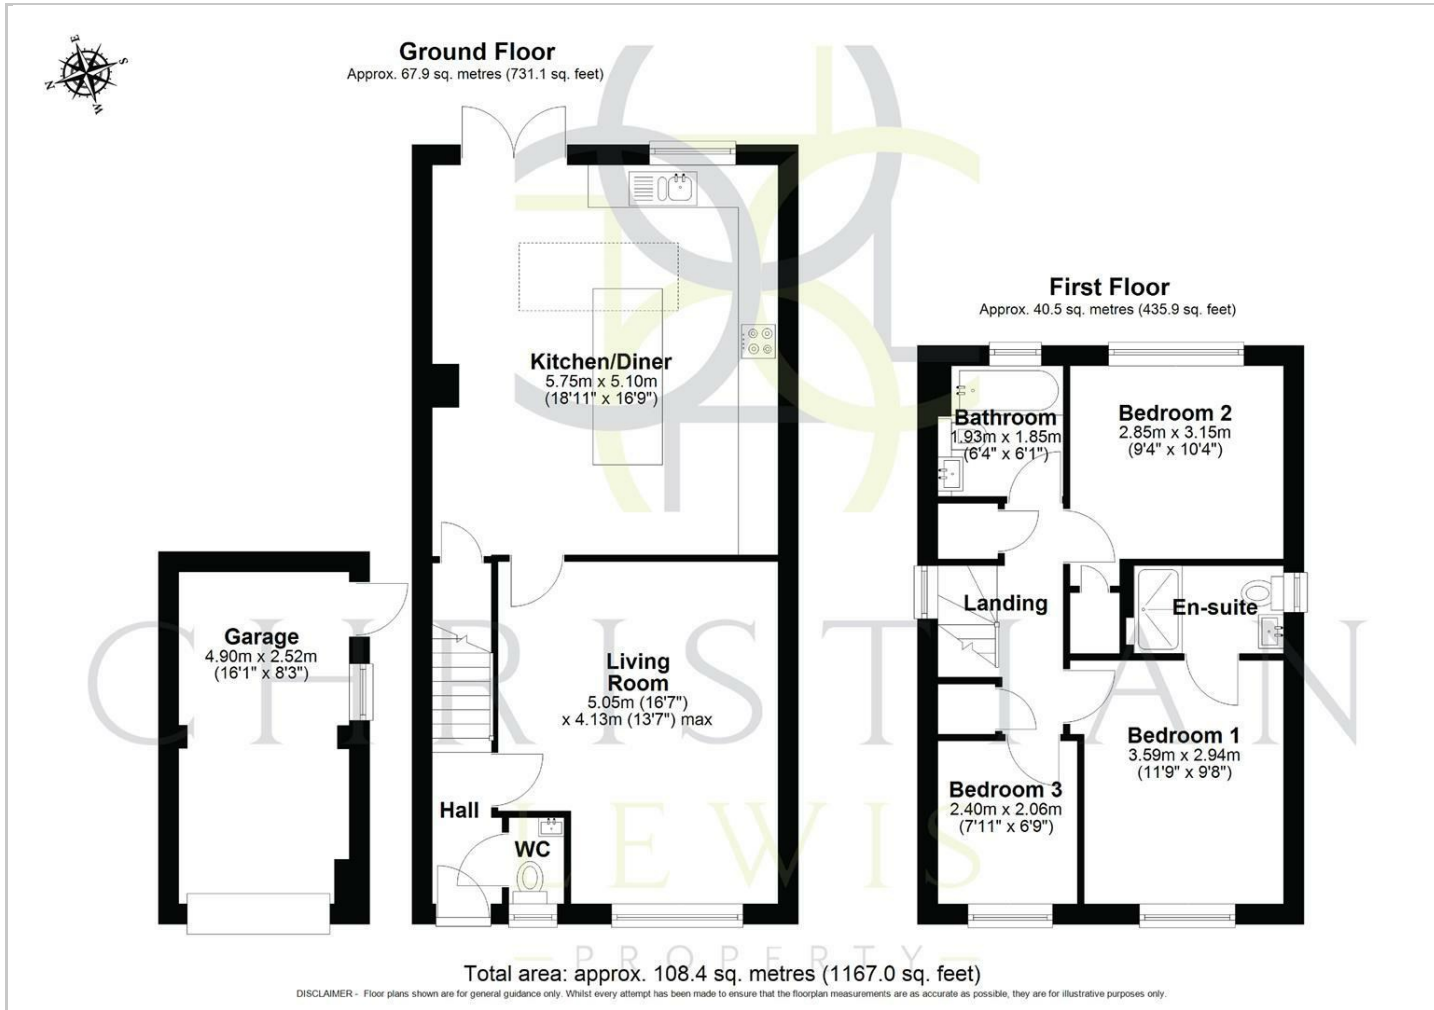 E
S
N
W
Ground Floor
Approx. 67.9 sq. metres (731.1 sq. feet)
Kitchen/Diner
5.75m x 5.10m
(18'11" x 16'9")
Garage
4.90m x 2.52m
(16'1" x 8'3")
Living
Room
5.05m (16'7")
x 4.13m (13'7") max
Hall
WC
First Floor
Approx. 40.5 sq. metres (435.9 sq. feet)
Bathroom
1.93m x 1.85m
(6'4" x 6'1")
Bedroom 2
2.85m x 3.15m
(9'4" x 10'4")
Landing
En-suite
Bedroom 1
3.59m x 2.94m
(11'9" x 9'8")
Bedroom 3
2.40m x 2.06m
(7'11" x 6'9")
CHRISTIAN
LEWIS
PROPERTY
Total area: approx. 108.4 sq. metres (1167.0 sq. feet)
DISCLAIMER - Floor plans shown are for general guidance only. Whilst every attempt has been made to ensure that the floorplan measurements are as accurate as possible, they are for illustrative purposes only.